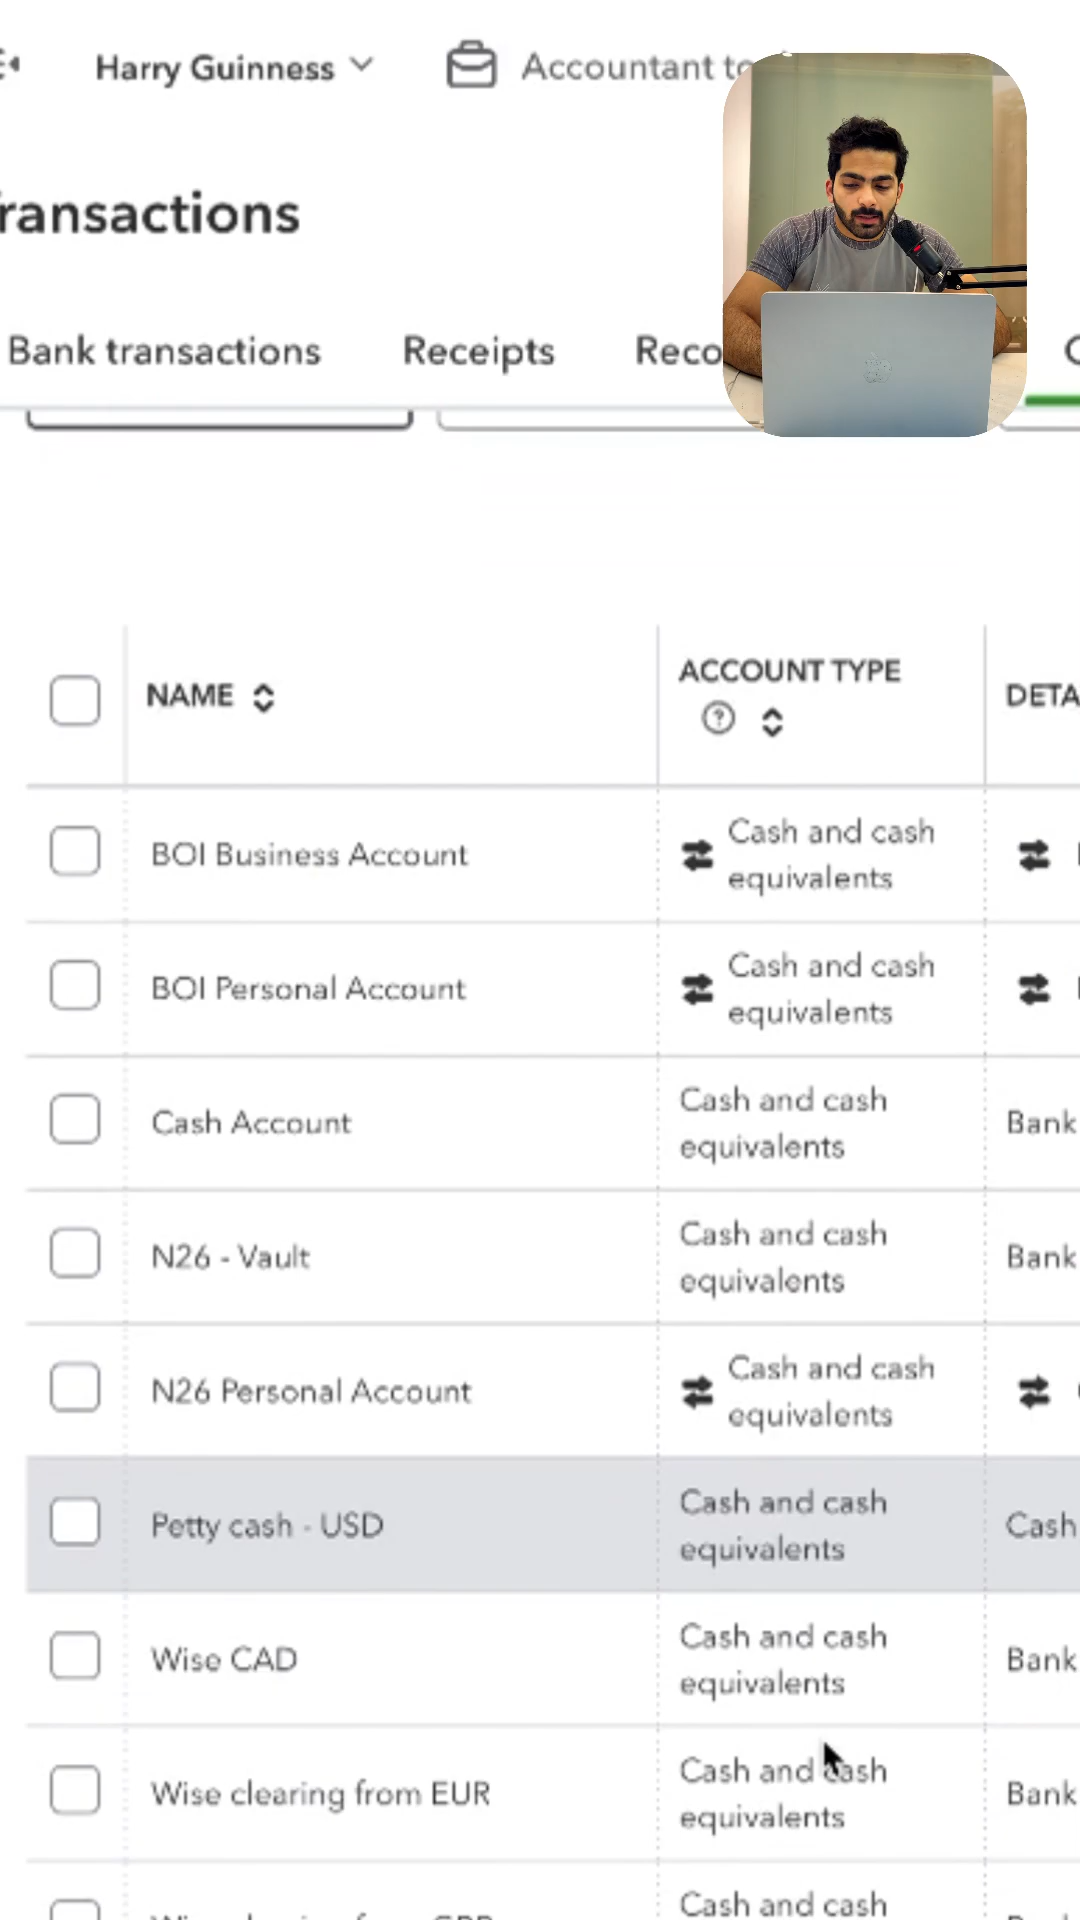 Harry Guinness
Accountant to
ransactions
Bank transactions
Receipts
Reco
NAME
ACCOUNT TYPE
?
DETA
BOI Business Account
Cash and cash
equivalents
BOI Personal Account
Cash and cash
equivalents
Cash Account
Cash and cash
equivalents
Bank
N26 - Vault
Cash and cash
equivalents
Bank
N26 Personal Account
Cash and cash
equivalents
Petty cash - USD
Cash and cash
equivalents
Cash
Wise CAD
Cash and cash
equivalents
Bank
Wise clearing from EUR
Cash and cash
equivalents
Bank
Cash and cash